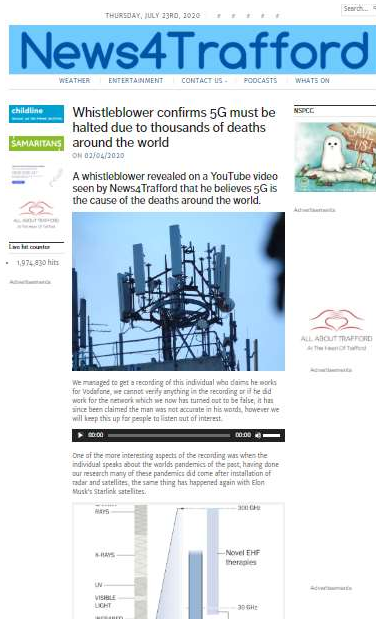 THURSDAY, JULY 23RD, 2020
Search...
News4Trafford
WEATHER ENTERTAINMENT CONTACT US PODCASTS WHATS ON
childline
SAMARITANS
ALL ABOUT TRAFFORD
Live hit counter
1,974,830 hits
Advertisements
Whistleblower confirms 5G must be
halted due to thousands of deaths
around the world
ON 02/04/2020
A whistleblower revealed on a YouTube video
seen by News4Trafford that he believes 5G is
the cause of the deaths around the world.
We managed to get a recording of this individual who claims he works
for Vodafone, we cannot verify anything in the recording or if he did
work for the network which we now has turned out to be false, it has
since been claimed the man was not accurate in his words, however we
will keep this up for people to listen out of interest.
00:00 00:00
One of the more interesting aspects of the recording was when the
individual speaks about the worlds pandemics of the past, having done
our research many of these pandemics did come after installation of
radar and satellites, the same thing has happened again with Elon
Musk's Starlink satellites.
RAYS
300 GHz
X-RAYS
Novel EHF
therapies
UV
VISIBLE
LIGHT
30 GHz
INFRARED
NSPCC
Advertisements
ALL ABOUT TRAFFORD
At The Heart Of Trafford
Advertisements
Advertisements